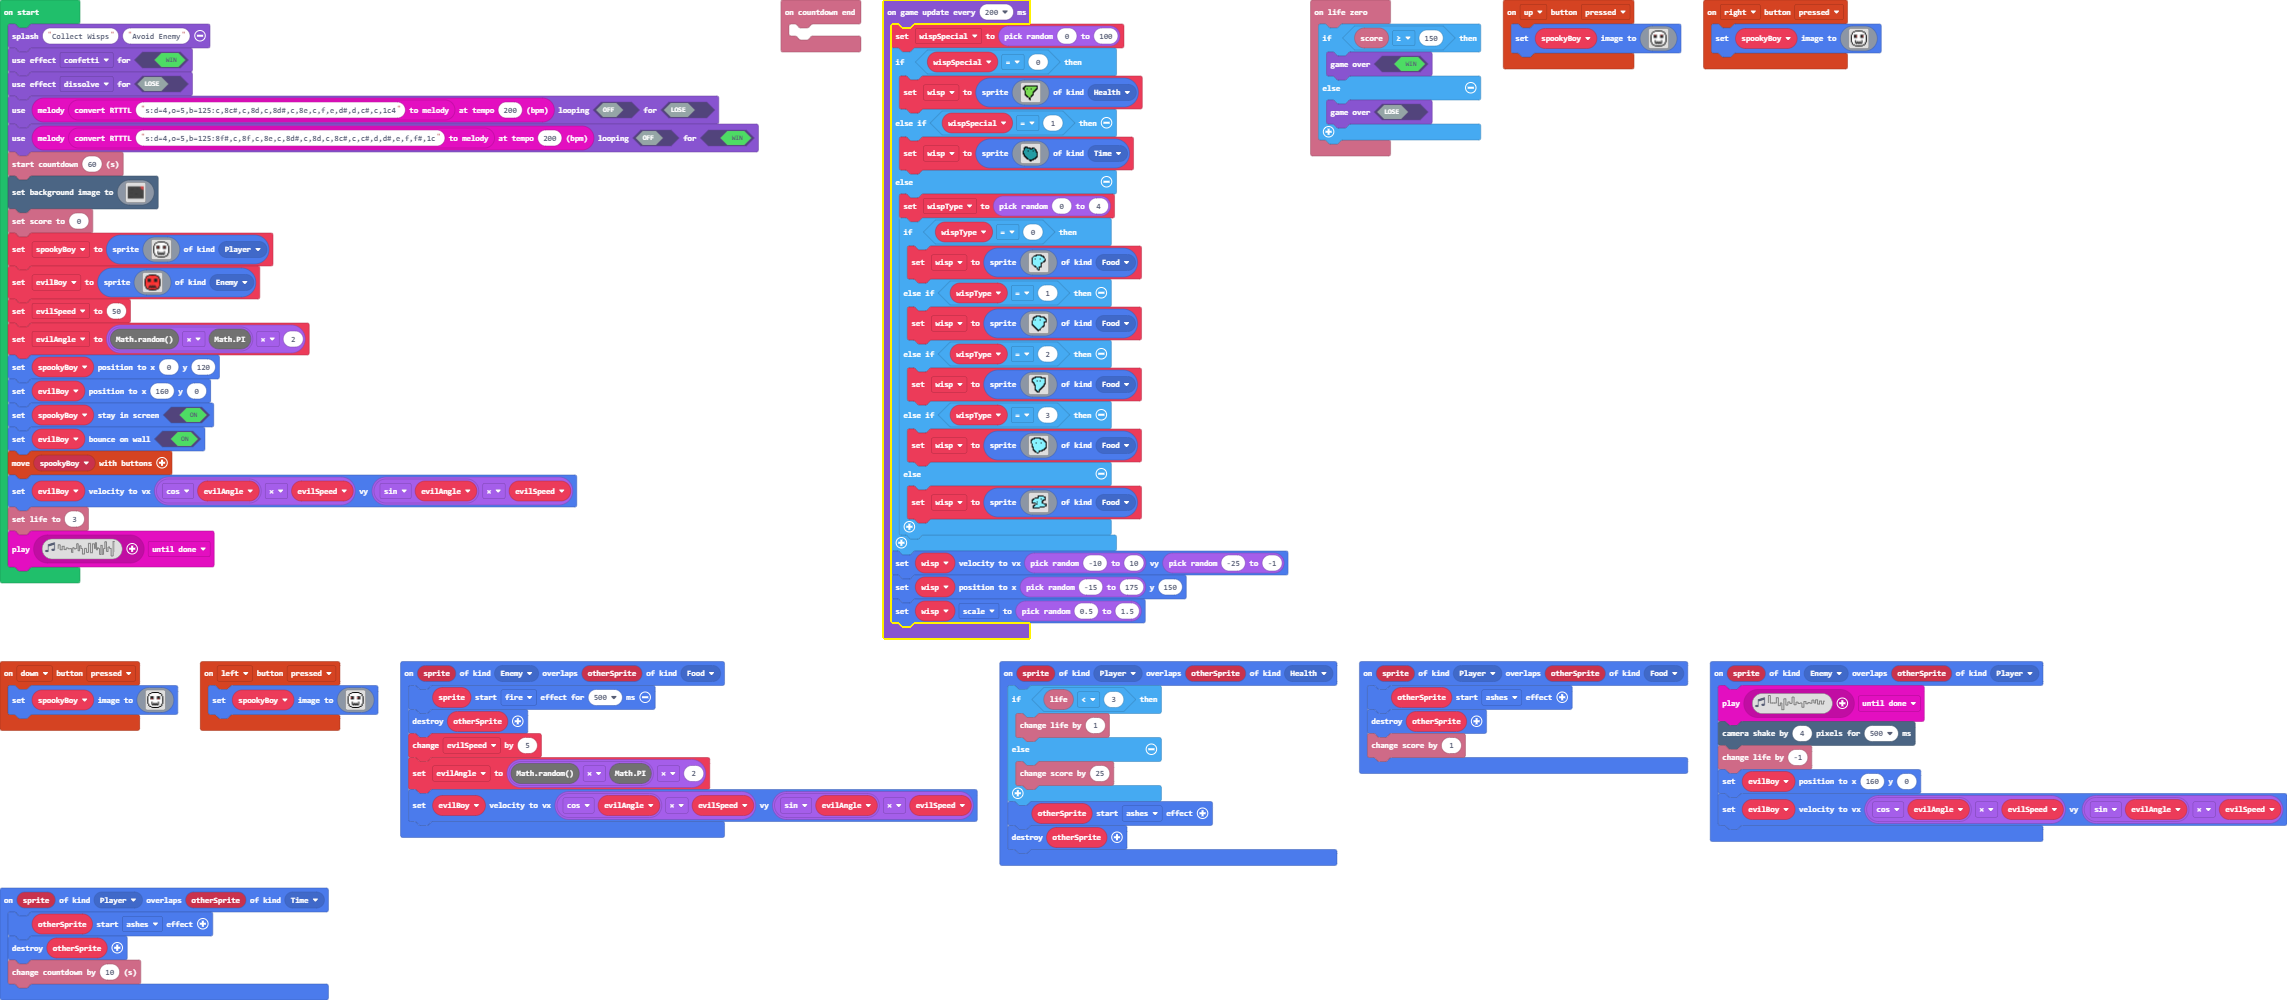 on start
splash "Collect Wisps" "Avoid Enemy"
use effect confetti for WIN
use effect dissolve for LOSE
use melody convert RTTTL "s:d=4,o=5,b=125:c,8c#,c,8d,c,8d#,c,8e,c,f,e,d#,d,c#,c,1c4" to melody at tempo 200 (bpm) looping OFF for LOSE
use melody convert RTTTL "s:d=4,o=5,b=125:8f#,c,8f,c,8e,c,8d#,c,8d,c,8c#,c,c#,d,d#,e,f,f#,1c" to melody at tempo 200 (bpm) looping OFF for WIN
start countdown 60 (s)
set background image to
set score to 0
set spookyBoy to sprite of kind Player
set evilBoy to sprite of kind Enemy
set evilSpeed to 50
set evilAngle to Math.random() × Math.PI × 2
set spookyBoy position to x 0 y 120
set evilBoy position to x 160 y 0
set spookyBoy stay in screen ON
set evilBoy bounce on wall ON
move spookyBoy with buttons
set evilBoy velocity to vx cos evilAngle × evilSpeed vy sin evilAngle × evilSpeed
set life to 3
play until done
on countdown end
on game update every 200 ms
set wispSpecial to pick random 0 to 100
if wispSpecial = 0 then
set wisp to sprite of kind Health
else if wispSpecial = 1 then
set wisp to sprite of kind Time
else
set wispType to pick random 0 to 4
if wispType = 0 then
set wisp to sprite of kind Food
else if wispType = 1 then
set wisp to sprite of kind Food
else if wispType = 2 then
set wisp to sprite of kind Food
else if wispType = 3 then
set wisp to sprite of kind Food
else
set wisp to sprite of kind Food
set wisp velocity to vx pick random -10 to 10 vy pick random -25 to -1
set wisp position to x pick random -15 to 175 y 150
set wisp scale to pick random 0.5 to 1.5
on life zero
if score ≥ 150 then
game over WIN
else
game over LOSE
on up button pressed
set spookyBoy image to
on right button pressed
set spookyBoy image to
on down button pressed
set spookyBoy image to
on left button pressed
set spookyBoy image to
on sprite of kind Enemy overlaps otherSprite of kind Food
sprite start fire effect for 500 ms
destroy otherSprite
change evilSpeed by 5
set evilAngle to Math.random() × Math.PI × 2
set evilBoy velocity to vx cos evilAngle × evilSpeed vy sin evilAngle × evilSpeed
on sprite of kind Player overlaps otherSprite of kind Health
if life < 3 then
change life by 1
else
change score by 25
otherSprite start ashes effect
destroy otherSprite
on sprite of kind Player overlaps otherSprite of kind Food
otherSprite start ashes effect
destroy otherSprite
change score by 1
on sprite of kind Enemy overlaps otherSprite of kind Player
play until done
camera shake by 4 pixels for 500 ms
change life by -1
set evilBoy position to x 160 y 0
set evilBoy velocity to vx cos evilAngle × evilSpeed vy sin evilAngle × evilSpeed
on sprite of kind Player overlaps otherSprite of kind Time
otherSprite start ashes effect
destroy otherSprite
change countdown by 10 (s)